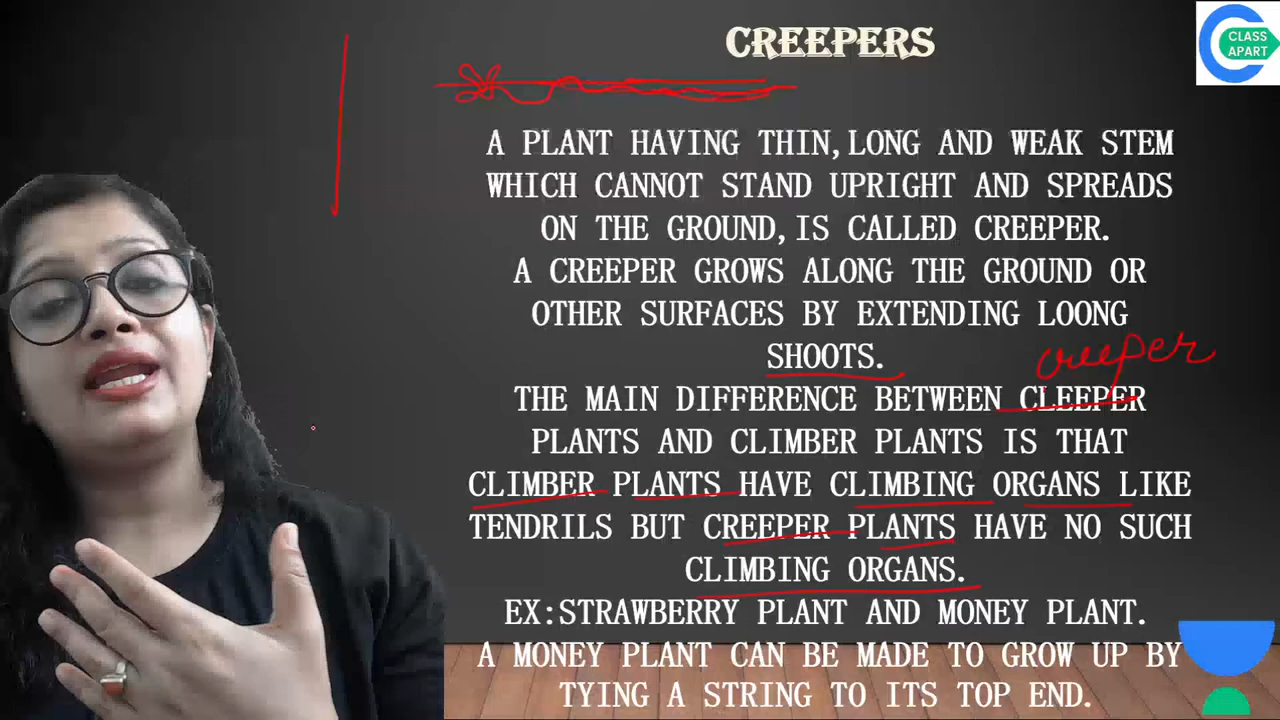 CREEPERS
CLASS
APART
A PLANT HAVING THIN,LONG AND WEAK STEM
WHICH CANNOT STAND UPRIGHT AND SPREADS
ON THE GROUND,IS CALLED CREEPER.
A CREEPER GROWS ALONG THE GROUND OR
OTHER SURFACES BY EXTENDING LOONG
SHOOTS.
creeper
THE MAIN DIFFERENCE BETWEEN CLEEPER
PLANTS AND CLIMBER PLANTS IS THAT
CLIMBER PLANTS HAVE CLIMBING ORGANS LIKE
TENDRILS BUT CREEPER PLANTS HAVE NO SUCH
CLIMBING ORGANS.
EX:STRAWBERRY PLANT AND MONEY PLANT.
A MONEY PLANT CAN BE MADE TO GROW UP BY
TYING A STRING TO ITS TOP END.